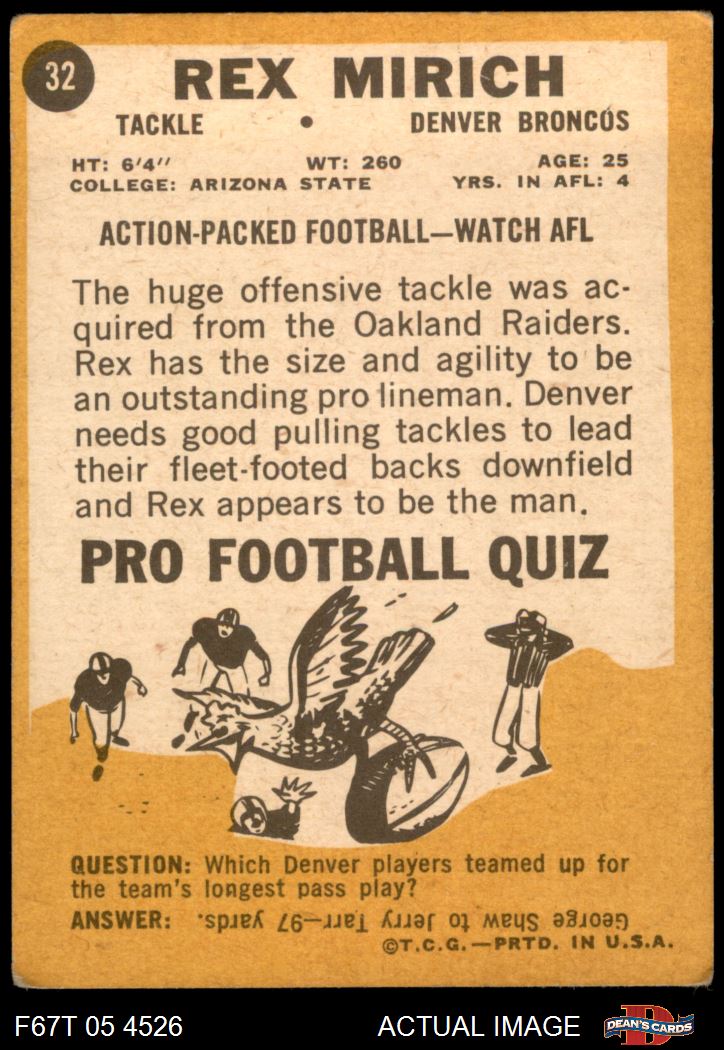 32
REX MIRICH
TACKLE • DENVER BRONCOS
HT: 6'4" WT: 260 AGE: 25
COLLEGE: ARIZONA STATE YRS. IN AFL: 4
ACTION-PACKED FOOTBALL—WATCH AFL
The huge offensive tackle was ac-
quired from the Oakland Raiders.
Rex has the size and agility to be
an outstanding pro lineman. Denver
needs good pulling tackles to lead
their fleet-footed backs downfield
and Rex appears to be the man.
PRO FOOTBALL QUIZ
QUESTION: Which Denver players teamed up for
the team's longest pass play?
ANSWER: George Shaw to Jerry Tarr—97 yards.
©T.C.G.—PRTD. IN U.S.A.
F67T 05 4526 ACTUAL IMAGE DEAN'S CARDS